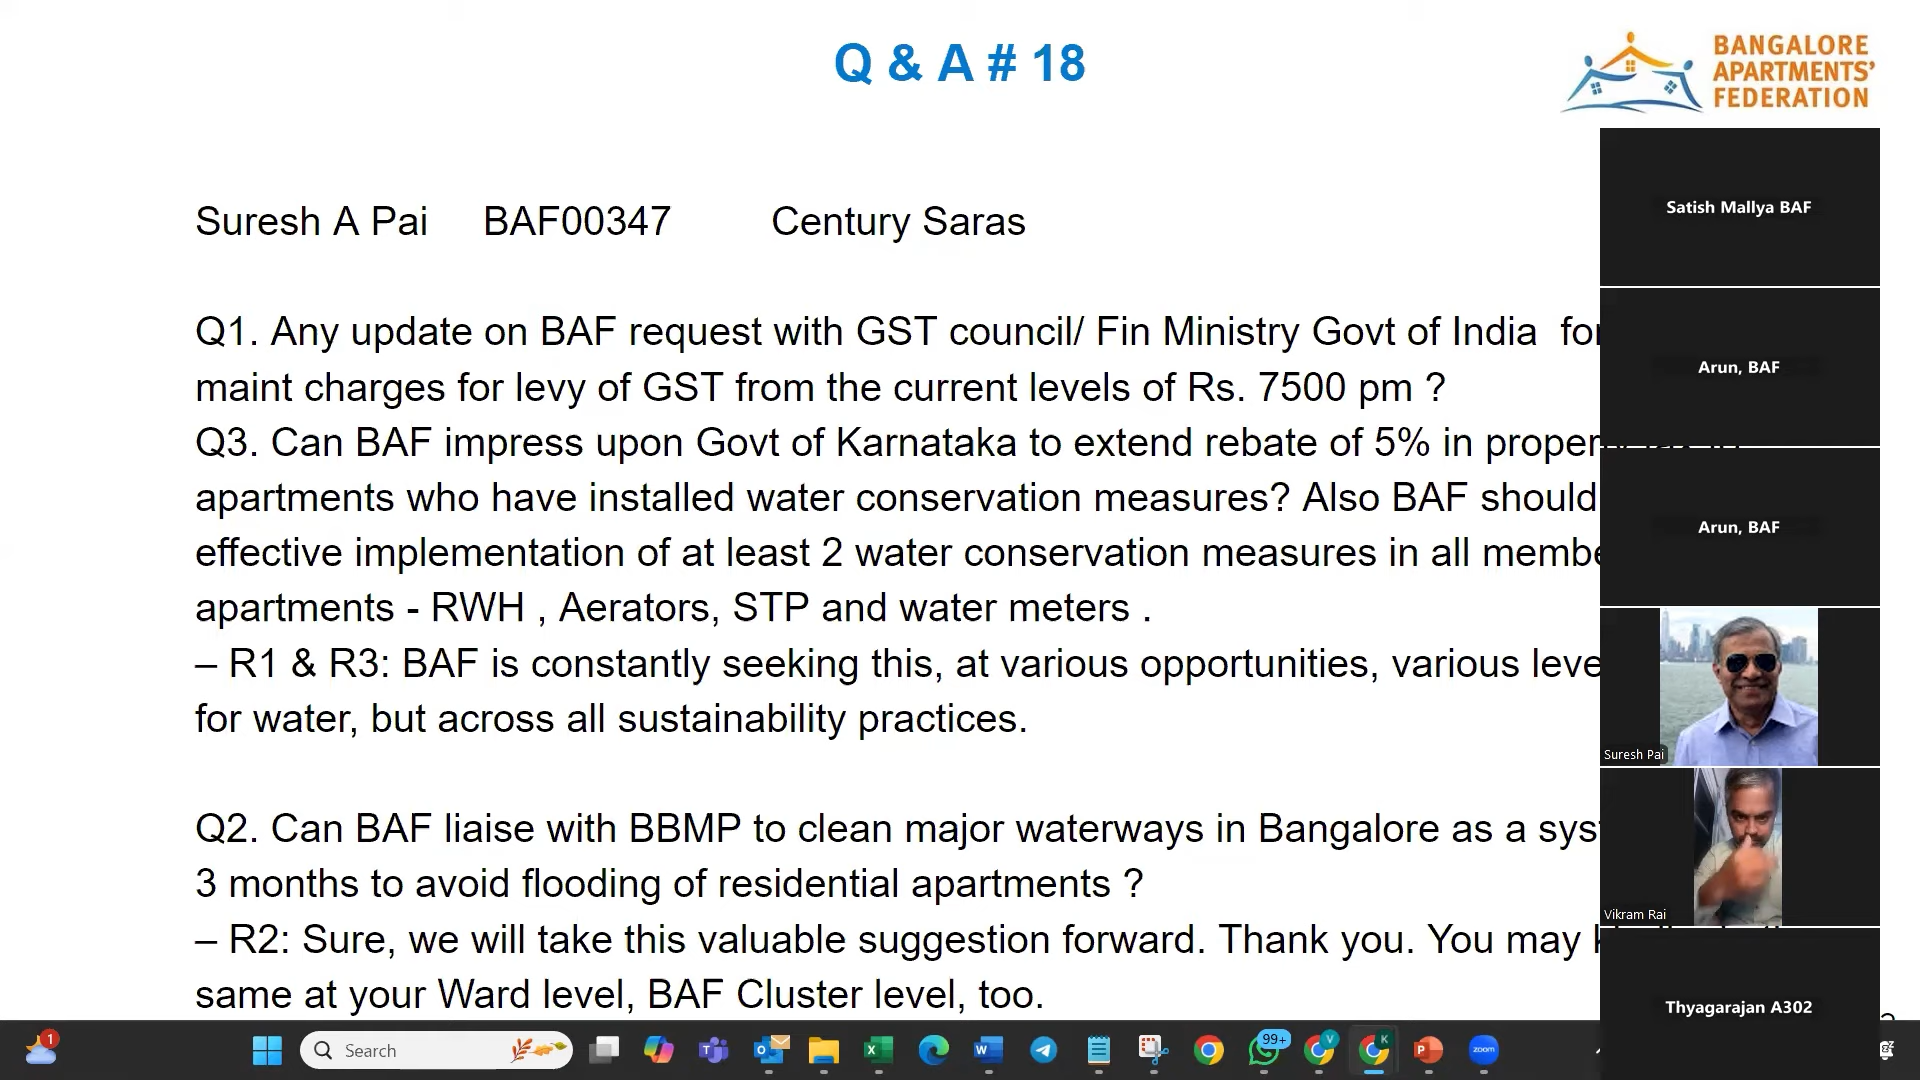 Q & A # 18
BANGALORE
APARTMENTS'
FEDERATION
Suresh A Pai BAF00347 Century Saras
Q1. Any update on BAF request with GST council/ Fin Ministry Govt of India
maint charges for levy of GST from the current levels of Rs. 7500 pm ?
Q3. Can BAF impress upon Govt of Karnataka to extend rebate of 5% in
apartments who have installed water conservation measures? Also BAF should
effective implementation of at least 2 water conservation measures in all
apartments - RWH , Aerators, STP and water meters .
– R1 & R3: BAF is constantly seeking this, at various opportunities, various
for water, but across all sustainability practices.
Q2. Can BAF liaise with BBMP to clean major waterways in Bangalore as a
3 months to avoid flooding of residential apartments ?
– R2: Sure, we will take this valuable suggestion forward. Thank you. You may
same at your Ward level, BAF Cluster level, too.
Satish Mallya BAF
Arun, BAF
Arun, BAF
Suresh Pai
Vikram Rai
Thyagarajan A302
1
Search
99+
V
K
zoom